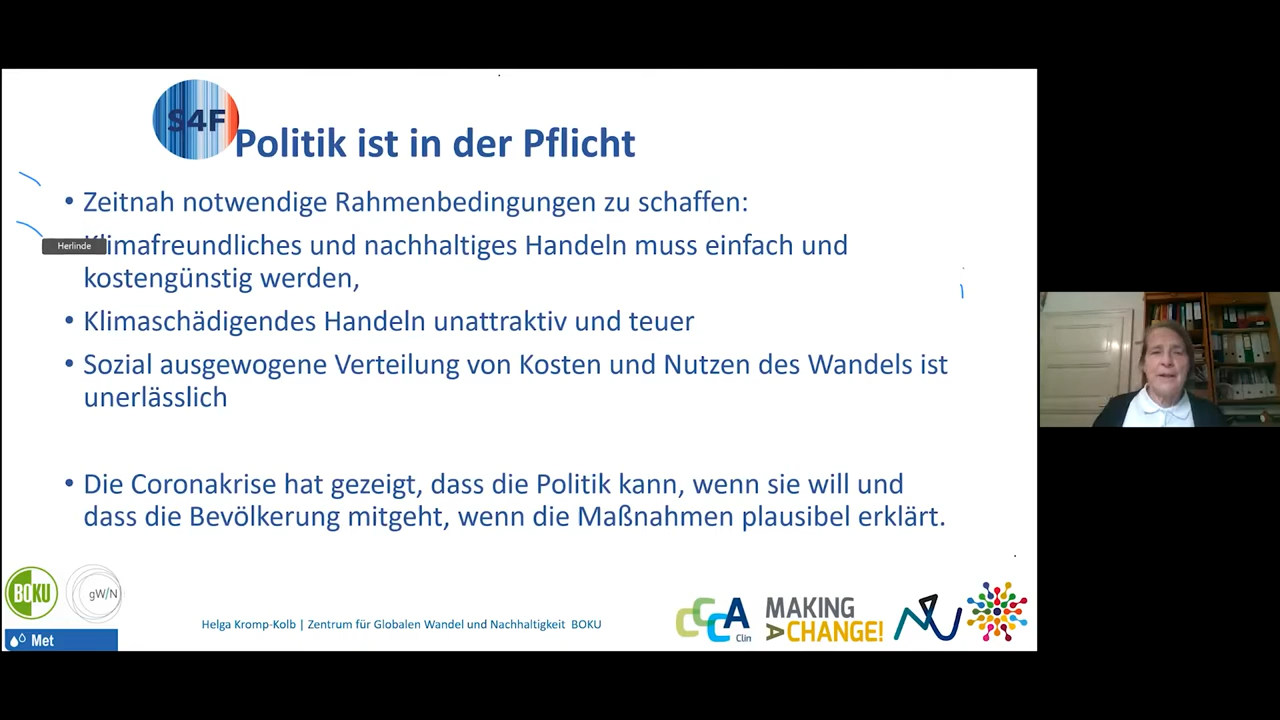 S4F
Politik ist in der Pflicht
• Zeitnah notwendige Rahmenbedingungen zu schaffen:
Klimafreundliches und nachhaltiges Handeln muss einfach und
Herlinde
kostengünstig werden,
• Klimaschädigendes Handeln unattraktiv und teuer
• Sozial ausgewogene Verteilung von Kosten und Nutzen des Wandels ist
unerlässlich
• Die Coronakrise hat gezeigt, dass die Politik kann, wenn sie will und
dass die Bevölkerung mitgeht, wenn die Maßnahmen plausibel erklärt.
BOKU
gW/N
Met
Helga Kromp-Kolb | Zentrum für Globalen Wandel und Nachhaltigkeit BOKU
CCCA
Clin
MAKING
A CHANGE!